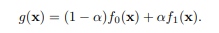 g(x) = (1 − α)f₀(x) + αf₁(x).